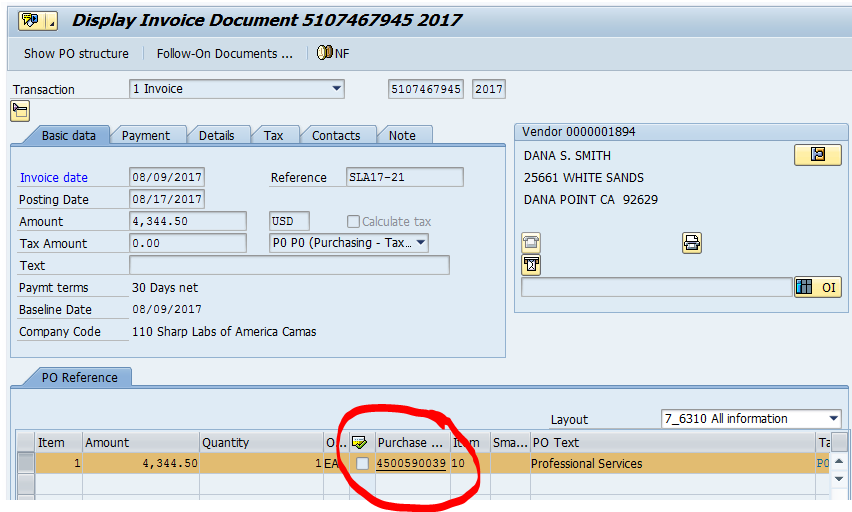 Display Invoice Document 5107467945 2017
Show PO structure Follow-On Documents ... NF
Transaction 1 Invoice 5107467945 2017
Basic data Payment Details Tax Contacts Note
Vendor 0000001894
DANA S. SMITH
25661 WHITE SANDS
DANA POINT CA 92629
OI
Invoice date 08/09/2017 Reference SLA17-21
Posting Date 08/17/2017
Amount 4,344.50 USD Calculate tax
Tax Amount 0.00 P0 P0 (Purchasing - Tax...
Text
Paymt terms 30 Days net
Baseline Date 08/09/2017
Company Code 110 Sharp Labs of America Camas
PO Reference
Layout 7_6310 All information
Item Amount Quantity O... Purchase ... Item Sma... PO Text Ta
1 4,344.50 1 EA 4500590039 10 Professional Services P0